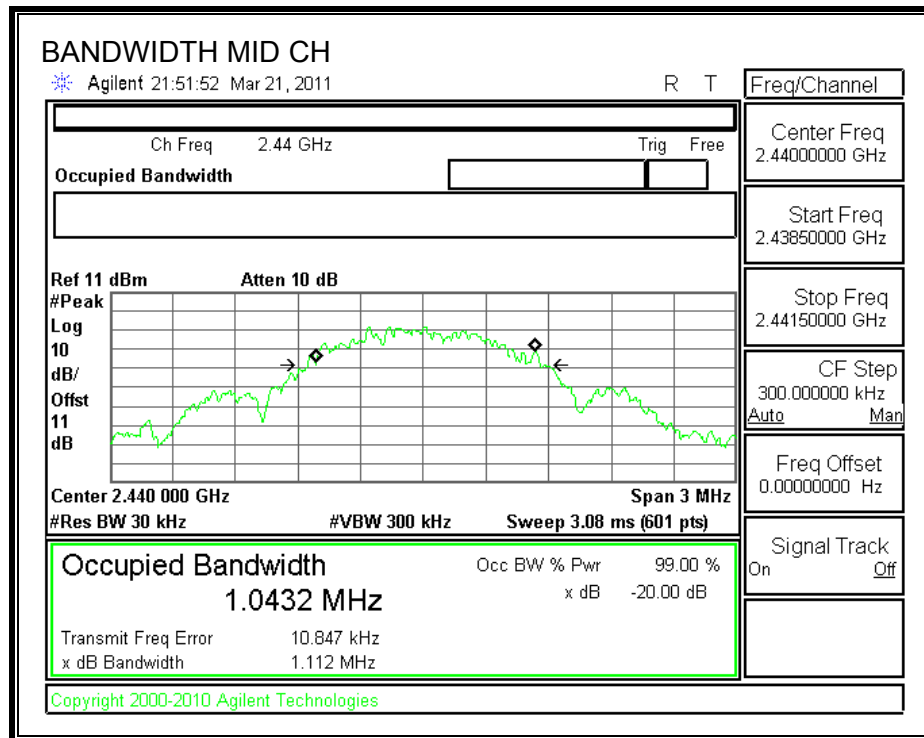 BANDWIDTH MID CH
Agilent 21:51:52 Mar 21, 2011 R T
Freq/Channel
Ch Freq 2.44 GHz Trig Free
Occupied Bandwidth
Center Freq
2.44000000 GHz
Start Freq
2.43850000 GHz
Stop Freq
2.44150000 GHz
CF Step
300.000000 kHz
Auto Man
Freq Offset
0.00000000 Hz
Signal Track
On Off
Ref 11 dBm Atten 10 dB
#Peak
Log
10
dB/
Offst
11
dB
Center 2.440 000 GHz Span 3 MHz
#Res BW 30 kHz #VBW 300 kHz Sweep 3.08 ms (601 pts)
Occupied Bandwidth
1.0432 MHz
Occ BW % Pwr 99.00 %
x dB -20.00 dB
Transmit Freq Error 10.847 kHz
x dB Bandwidth 1.112 MHz
Copyright 2000-2010 Agilent Technologies